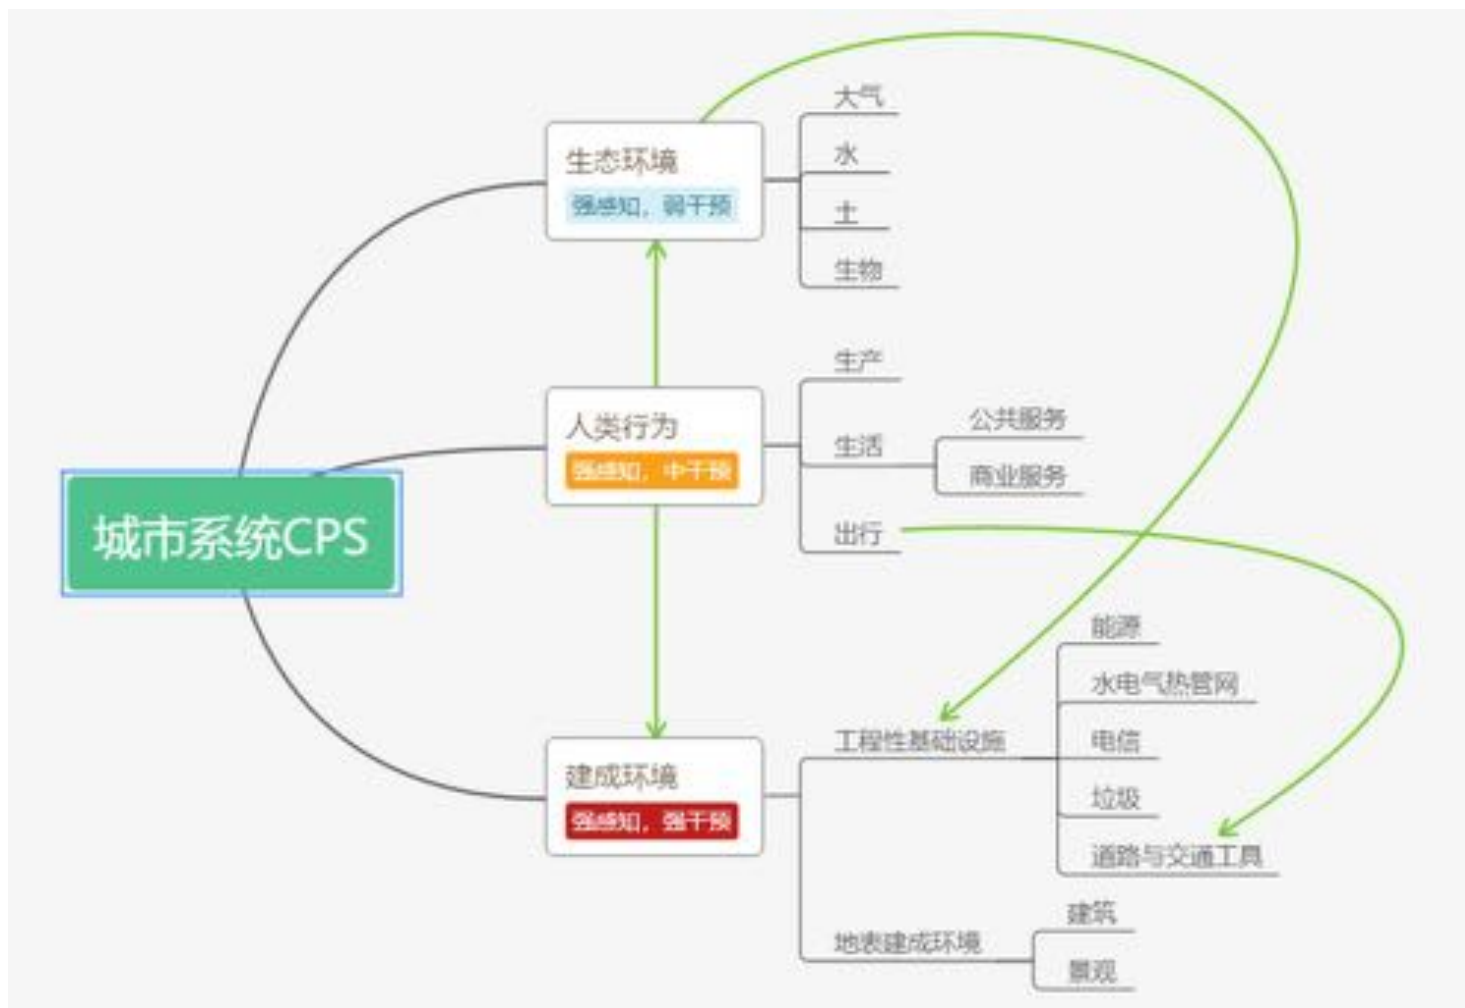 城市系统CPS
生态环境
强感知，弱干预
大气
水
土
生物
人类行为
强感知，中干预
生产
生活
公共服务
商业服务
出行
建成环境
强感知，强干预
工程性基础设施
能源
水电气热管网
电信
垃圾
道路与交通工具
地表建成环境
建筑
景观